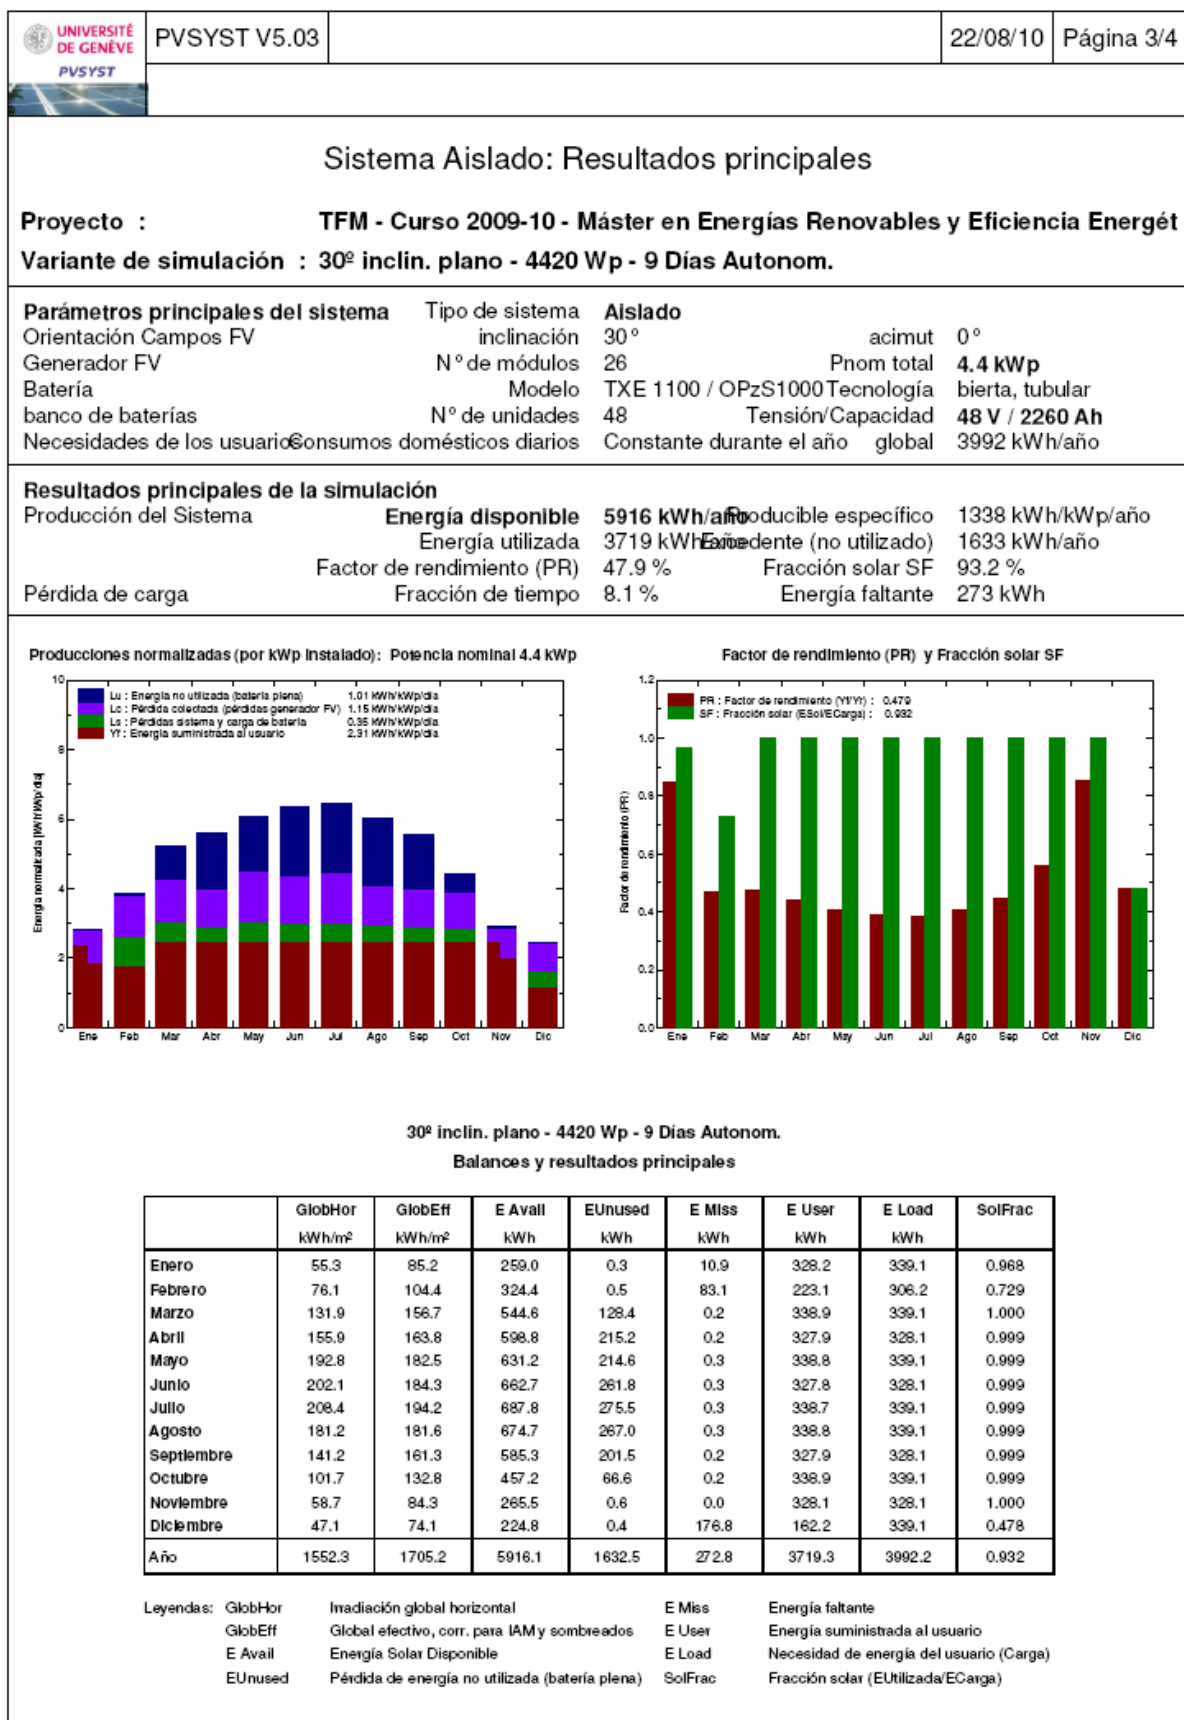 UNIVERSITÉ
DE GENÈVE
PVSYST
PVSYST V5.03
22/08/10
Página 3/4
Sistema Aislado: Resultados principales
Proyecto : TFM - Curso 2009-10 - Máster en Energías Renovables y Eficiencia Energét
Variante de simulación : 30º inclin. plano - 4420 Wp - 9 Días Autonom.
Parámetros principales del sistema Tipo de sistema Aislado
Orientación Campos FV inclinación 30° acimut 0°
Generador FV N° de módulos 26 Pnom total 4.4 kWp
Batería Modelo TXE 1100 / OPzS1000 Tecnología bierta, tubular
banco de baterías N° de unidades 48 Tensión/Capacidad 48 V / 2260 Ah
Necesidades de los usuarios Consumos domésticos diarios Constante durante el año global 3992 kWh/año
Resultados principales de la simulación
Producción del Sistema Energía disponible 5916 kWh/año Producible específico 1338 kWh/kWp/año
Energía utilizada 3719 kWh/año Excedente (no utilizado) 1633 kWh/año
Factor de rendimiento (PR) 47.9 % Fracción solar SF 93.2 %
Pérdida de carga Fracción de tiempo 8.1 % Energía faltante 273 kWh
Producciones normalizadas (por kWp instalado): Potencia nominal 4.4 kWp
Lu : Energía no utilizada (batería plena) 1.01 kWh/kWp/día
Lc : Pérdida colectada (pérdidas generador FV) 1.15 kWh/kWp/día
Ls : Pérdidas sistema y carga de batería 0.35 kWh/kWp/día
Yf : Energía suministrada al usuario 2.31 kWh/kWp/día
Energía normalizada [kWh/kWp/día]
10
8
6
4
2
0
Ene Feb Mar Abr May Jun Jul Ago Sep Oct Nov Dic
Factor de rendimiento (PR) y Fracción solar SF
PR : Factor de rendimiento (Yf/Yr) : 0.479
SF : Fracción solar (ESol/ECarga) : 0.932
Factor de rendimiento (PR)
1.2
1.0
0.8
0.6
0.4
0.2
0.0
Ene Feb Mar Abr May Jun Jul Ago Sep Oct Nov Dic
30º inclin. plano - 4420 Wp - 9 Días Autonom.
Balances y resultados principales
GlobHor GlobEff E Avail EUnused E Miss E User E Load SolFrac
kWh/m² kWh/m² kWh kWh kWh kWh kWh
Enero 55.3 85.2 259.0 0.3 10.9 328.2 339.1 0.968
Febrero 76.1 104.4 324.4 0.5 83.1 223.1 306.2 0.729
Marzo 131.9 156.7 544.6 128.4 0.2 338.9 339.1 1.000
Abril 155.9 163.8 598.8 215.2 0.2 327.9 328.1 0.999
Mayo 192.8 182.5 631.2 214.6 0.3 338.8 339.1 0.999
Junio 202.1 184.3 662.7 261.8 0.3 327.8 328.1 0.999
Julio 208.4 194.2 687.8 275.5 0.3 338.7 339.1 0.999
Agosto 181.2 181.6 674.7 267.0 0.3 338.8 339.1 0.999
Septiembre 141.2 161.3 585.3 201.5 0.2 327.9 328.1 0.999
Octubre 101.7 132.8 457.2 66.6 0.2 338.9 339.1 0.999
Noviembre 58.7 84.3 265.5 0.6 0.0 328.1 328.1 1.000
Diciembre 47.1 74.1 224.8 0.4 176.8 162.2 339.1 0.478
Año 1552.3 1705.2 5916.1 1632.5 272.8 3719.3 3992.2 0.932
Leyendas: GlobHor Irradiación global horizontal E Miss Energía faltante
GlobEff Global efectivo, corr. para IAM y sombreados E User Energía suministrada al usuario
E Avail Energía Solar Disponible E Load Necesidad de energía del usuario (Carga)
EUnused Pérdida de energía no utilizada (batería plena) SolFrac Fracción solar (EUtilizada/ECarga)